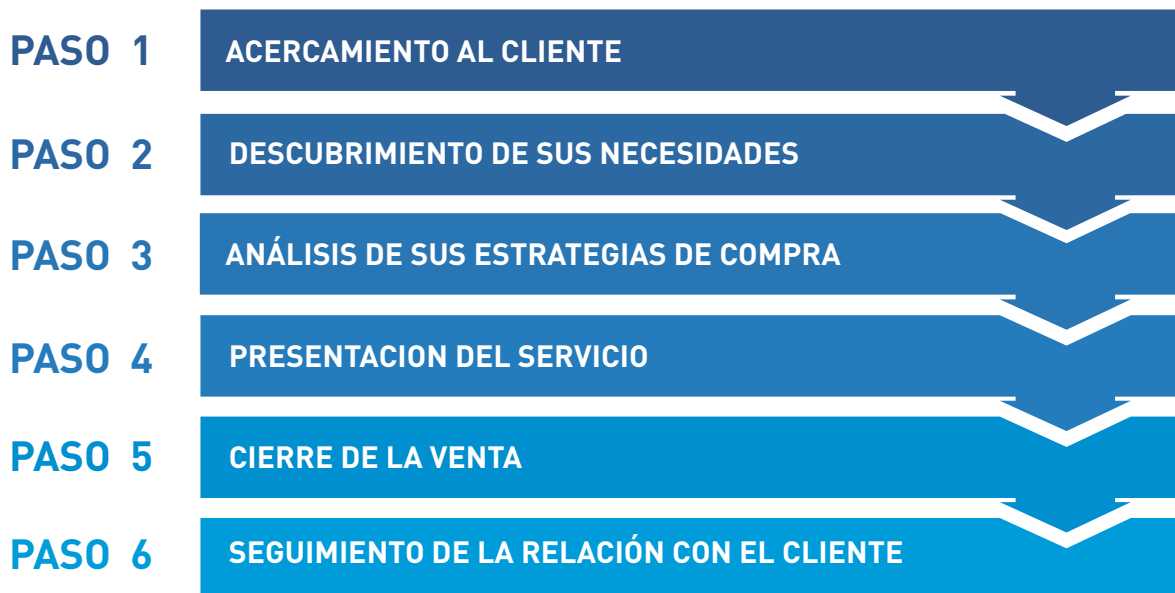 PASO 1 ACERCAMIENTO AL CLIENTE
PASO 2 DESCUBRIMIENTO DE SUS NECESIDADES
PASO 3 ANÁLISIS DE SUS ESTRATEGIAS DE COMPRA
PASO 4 PRESENTACION DEL SERVICIO
PASO 5 CIERRE DE LA VENTA
PASO 6 SEGUIMIENTO DE LA RELACIÓN CON EL CLIENTE